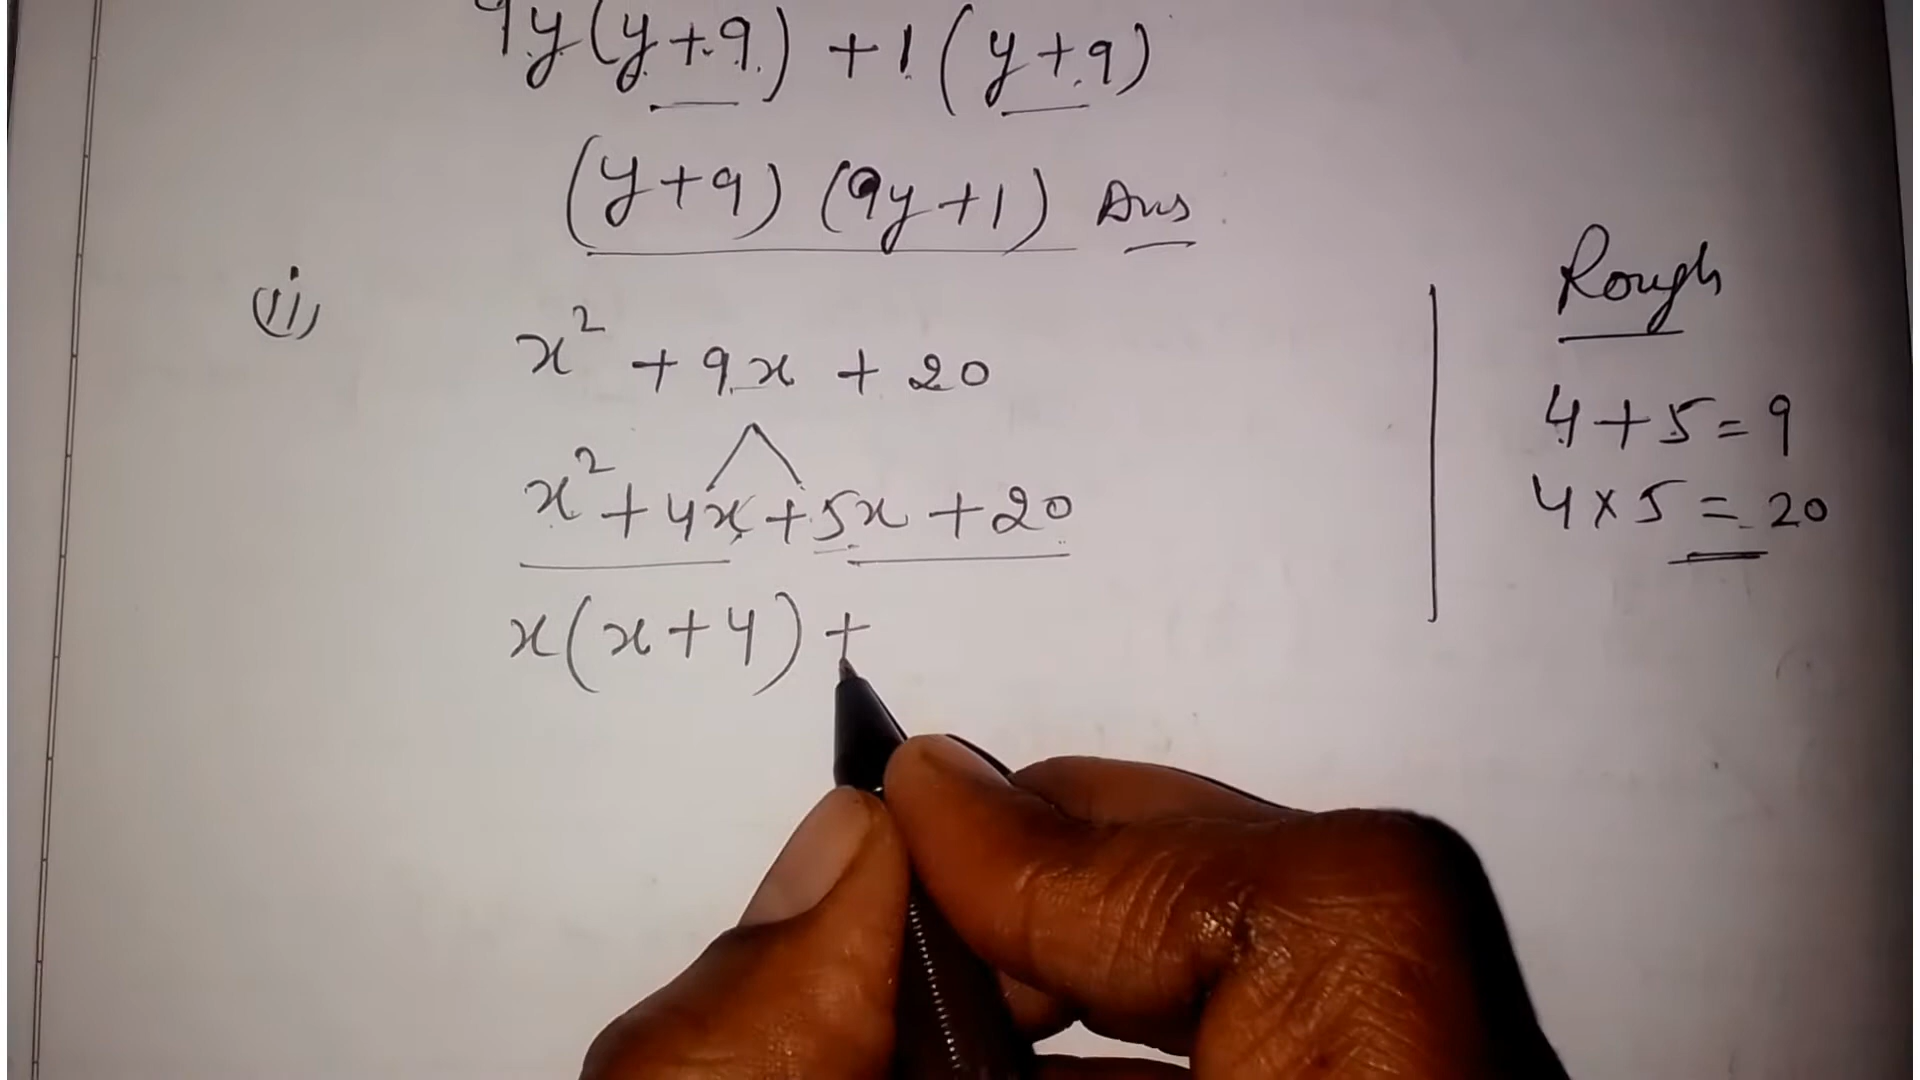 9y(y+9) +1(y+9)
(y+9) (9y+1) Ans
(ii)
x² + 9x + 20
x² + 4x + 5x + 20
x(x+4) +
Rough
4+5=9
4×5=20